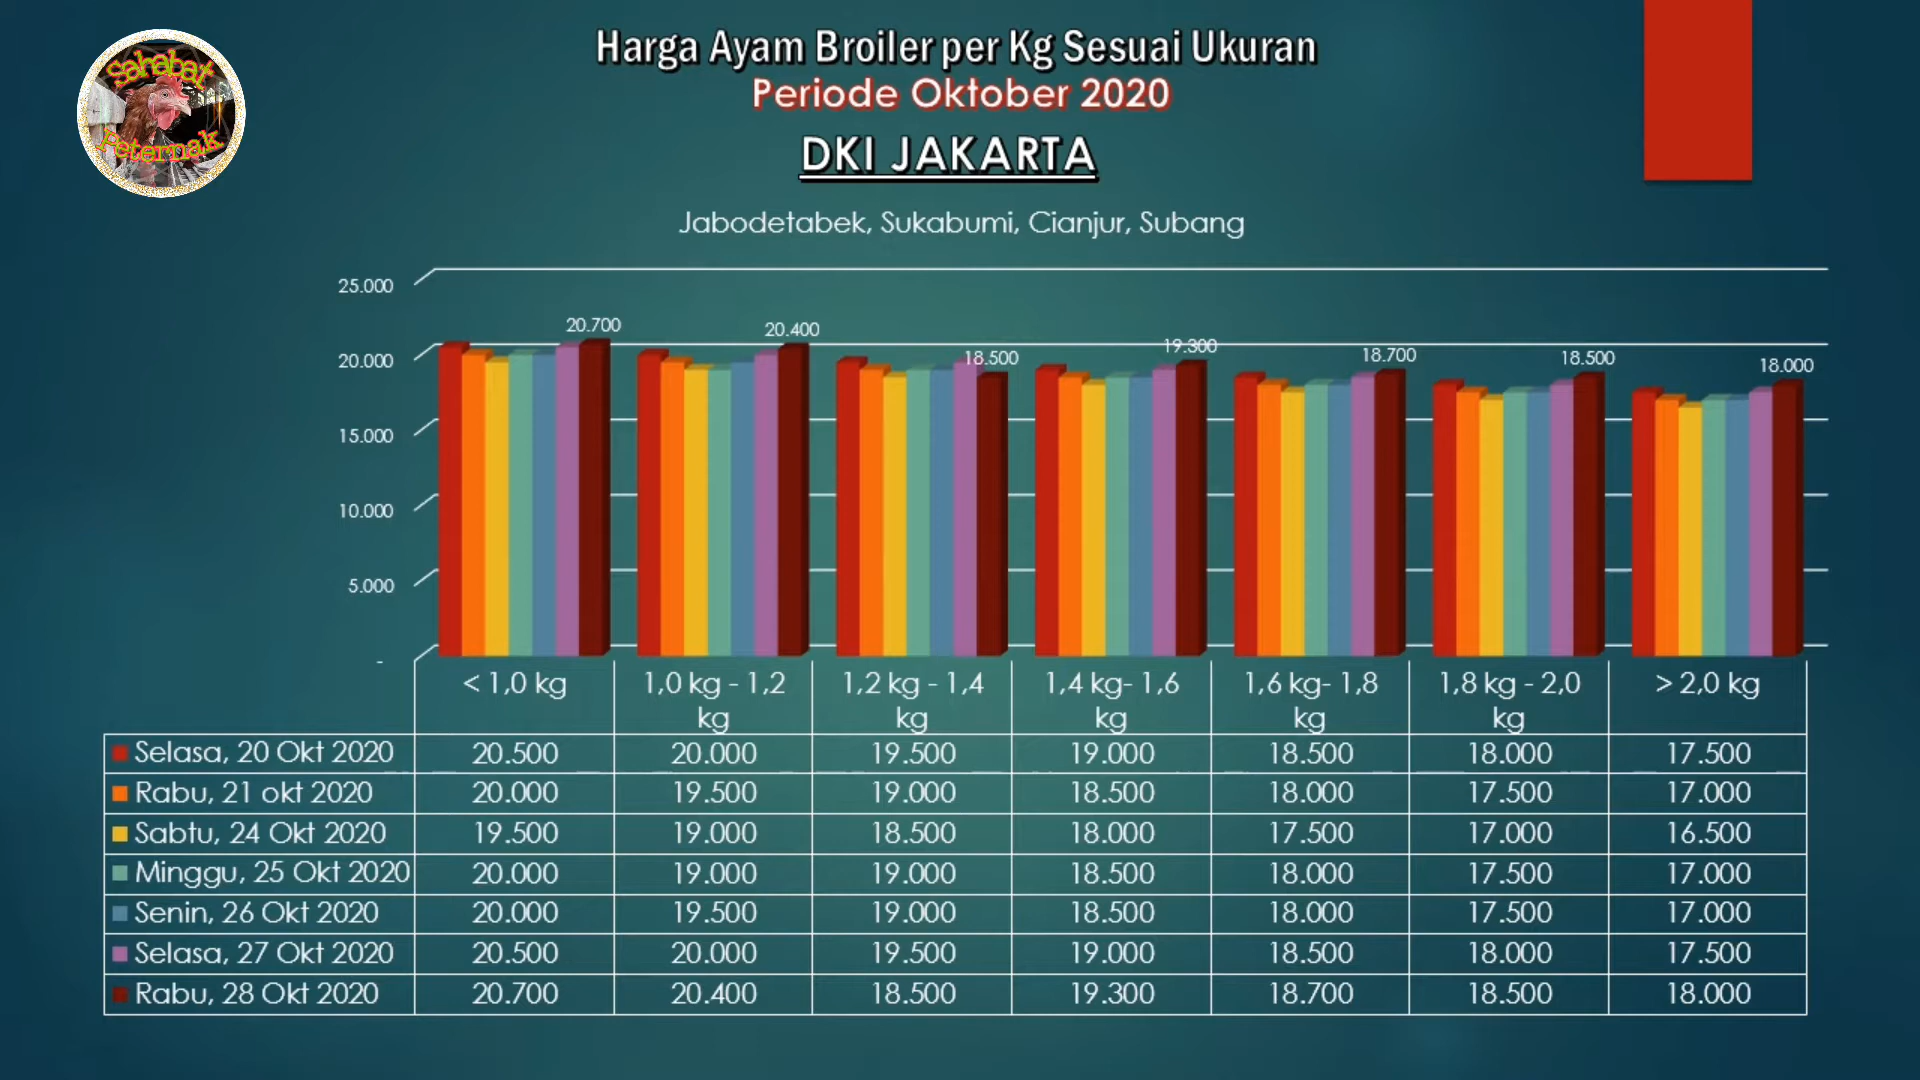 Sahabat
Peternak
Harga Ayam Broiler per Kg Sesuai Ukuran
Periode Oktober 2020
DKI JAKARTA
Jabodetabek, Sukabumi, Cianjur, Subang
25.000
20.000
15.000
10.000
5.000
-
20.700
20.400
18.500
19.300
18.700
18.500
18.000
< 1,0 kg
1,0 kg - 1,2
kg
1,2 kg - 1,4
kg
1,4 kg- 1,6
kg
1,6 kg- 1,8
kg
1,8 kg - 2,0
kg
> 2,0 kg
Selasa, 20 Okt 2020 20.500 20.000 19.500 19.000 18.500 18.000 17.500
Rabu, 21 okt 2020 20.000 19.500 19.000 18.500 18.000 17.500 17.000
Sabtu, 24 Okt 2020 19.500 19.000 18.500 18.000 17.500 17.000 16.500
Minggu, 25 Okt 2020 20.000 19.000 19.000 18.500 18.000 17.500 17.000
Senin, 26 Okt 2020 20.000 19.500 19.000 18.500 18.000 17.500 17.000
Selasa, 27 Okt 2020 20.500 20.000 19.500 19.000 18.500 18.000 17.500
Rabu, 28 Okt 2020 20.700 20.400 18.500 19.300 18.700 18.500 18.000